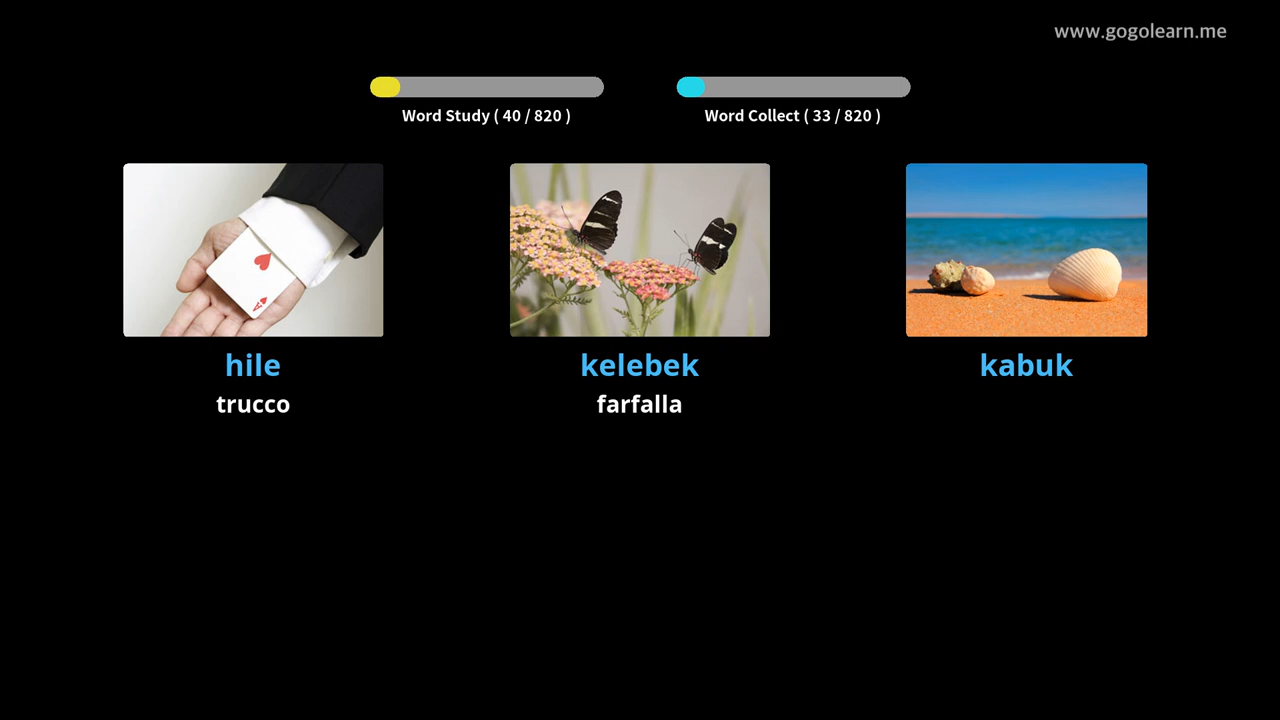 www.gogolearn.me
Word Study ( 40 / 820 )
Word Collect ( 33 / 820 )
hile
kelebek
kabuk
trucco
farfalla